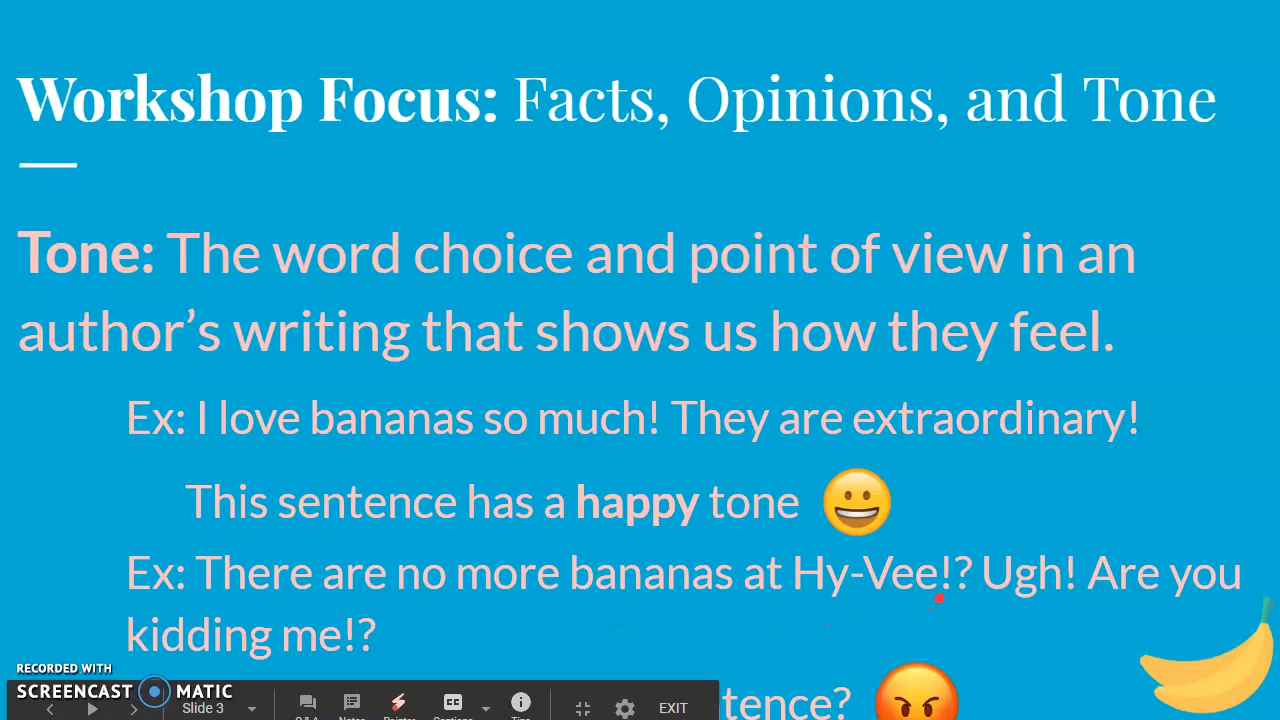 Workshop Focus: Facts, Opinions, and Tone
Tone: The word choice and point of view in an
author’s writing that shows us how they feel.
Ex: I love bananas so much! They are extraordinary!
This sentence has a happy tone
Ex: There are no more bananas at Hy-Vee!? Ugh! Are you
kidding me!?
tence?
RECORDED WITH
SCREENCAST MATIC
Slide 3
EXIT